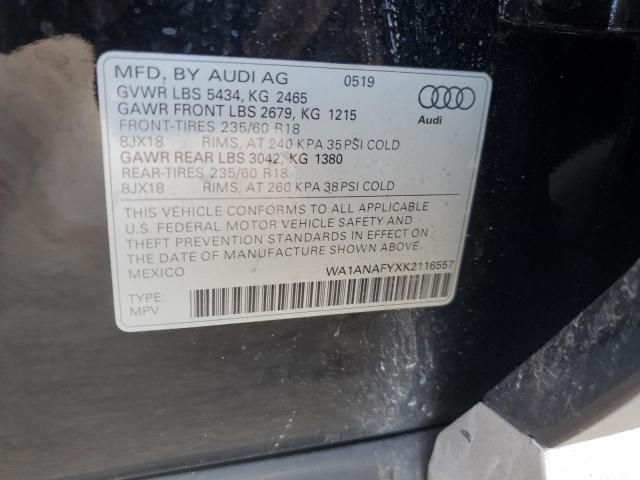 MFD. BY AUDI AG 0519
GVWR LBS 5434, KG 2465
GAWR FRONT LBS 2679, KG 1215
FRONT-TIRES 235/60 R18
8JX18 RIMS, AT 240 KPA 35 PSI COLD
GAWR REAR LBS 3042, KG 1380
REAR-TIRES 235/60 R18
8JX18 RIMS, AT 260 KPA 38 PSI COLD
Audi
THIS VEHICLE CONFORMS TO ALL APPLICABLE
U.S. FEDERAL MOTOR VEHICLE SAFETY AND
THEFT PREVENTION STANDARDS IN EFFECT ON
THE DATE OF MANUFACTURE SHOWN ABOVE.
MEXICO WA1ANAFYXK2116557
TYPE:
MPV